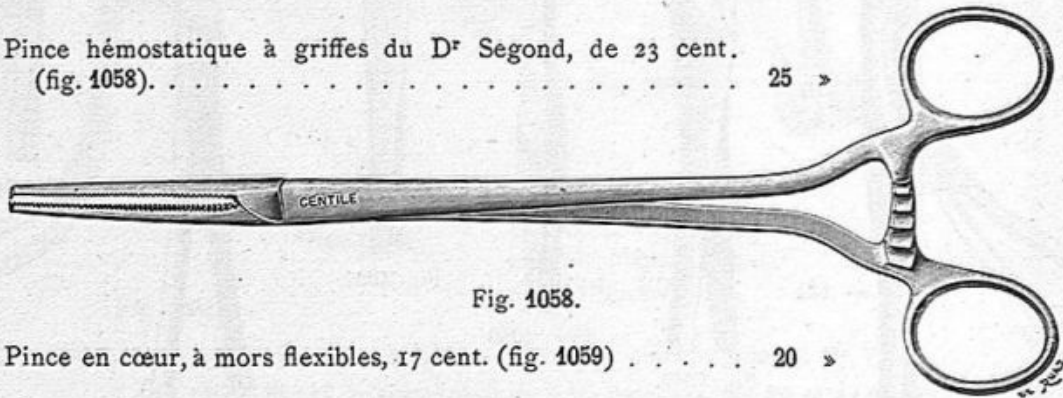 Pince hémostatique à griffes du Dʳ Segond, de 23 cent.
(fig. 1058). . . . . . . . . . . . . . . . . . . . . . . . . . 25 »
GENTILE
Fig. 1058.
Pince en cœur, à mors flexibles, 17 cent. (fig. 1059) . . . . . 20 »